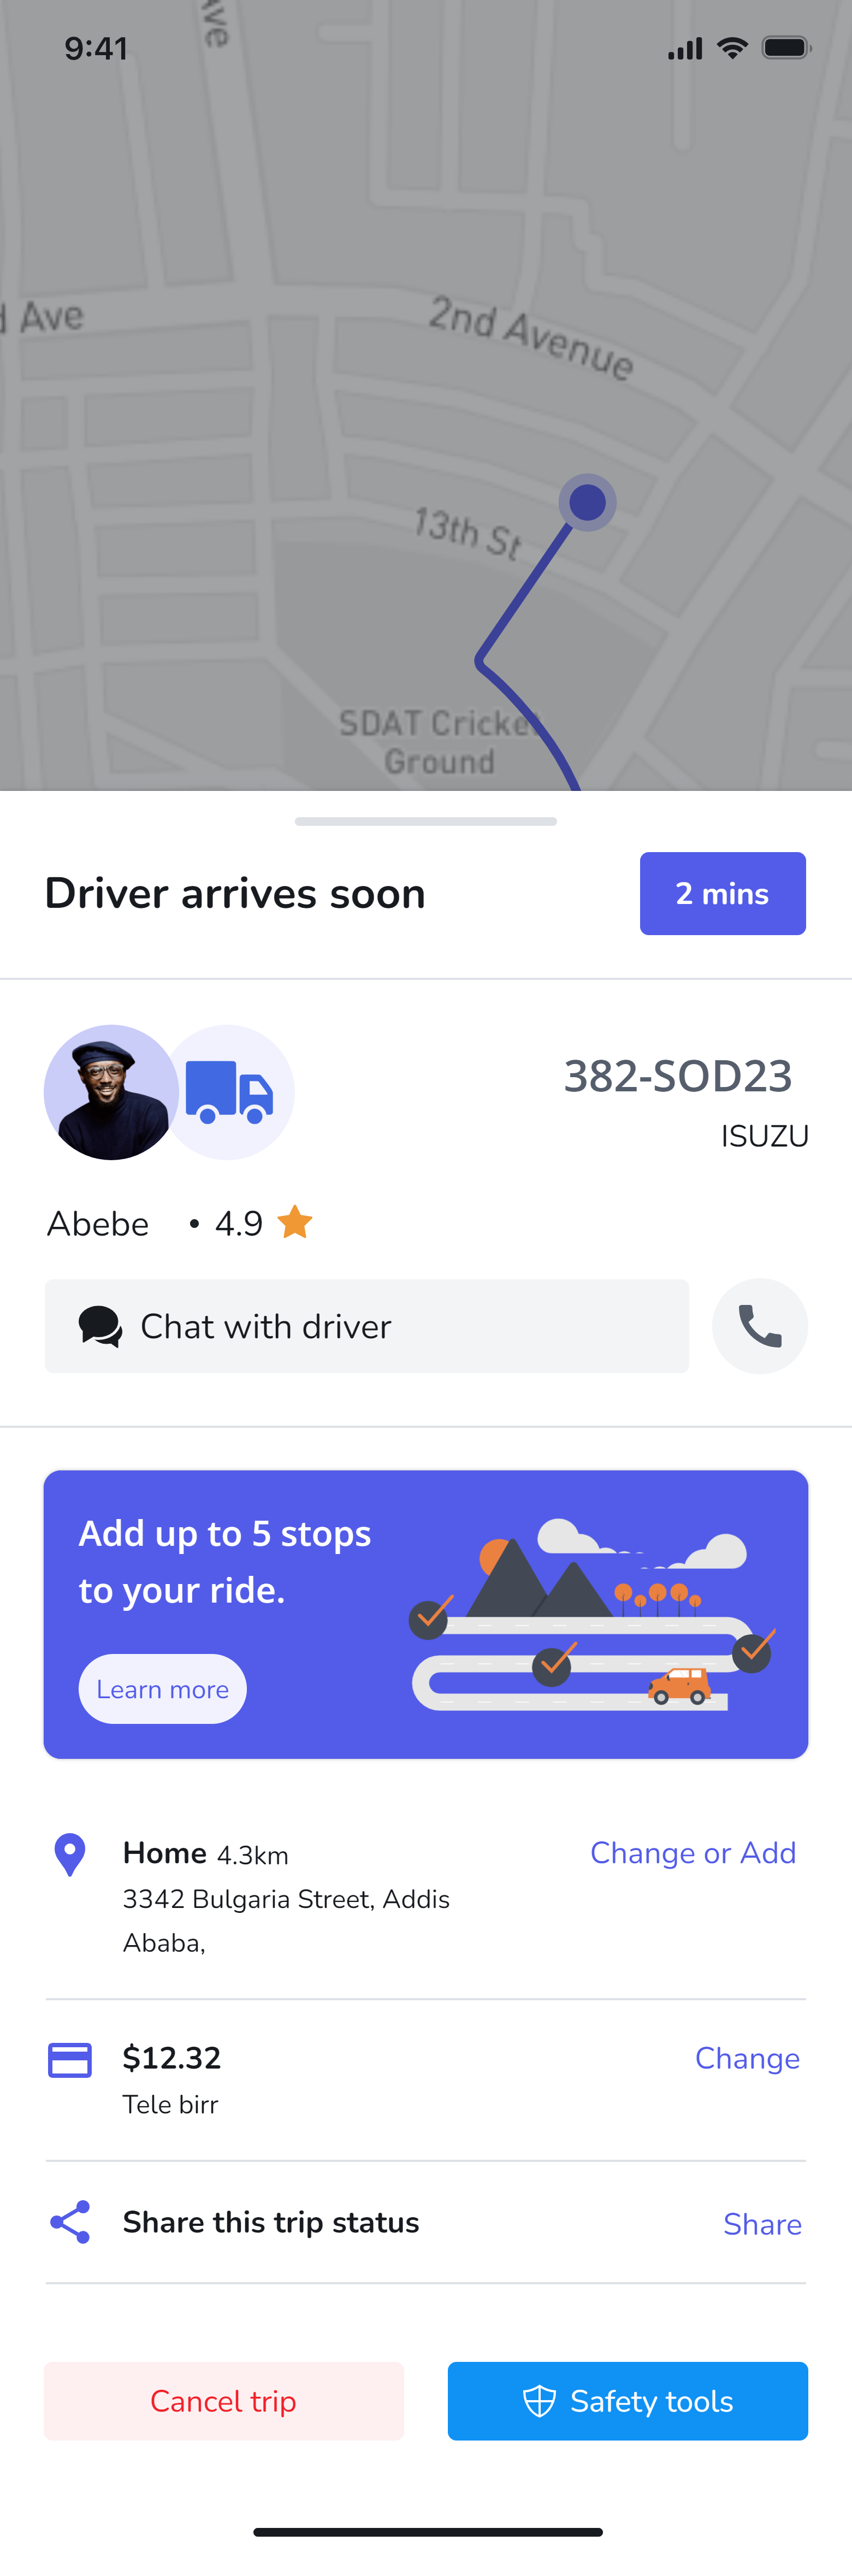 9:41
Ave
d Ave
2nd Avenue
13th St
SDAT Cricket
Ground
Driver arrives soon
2 mins
382-SOD23
ISUZU
Abebe • 4.9
Chat with driver
Add up to 5 stops
to your ride.
Learn more
Home 4.3km
Change or Add
3342 Bulgaria Street, Addis
Ababa,
$12.32
Change
Tele birr
Share this trip status
Share
Cancel trip
Safety tools